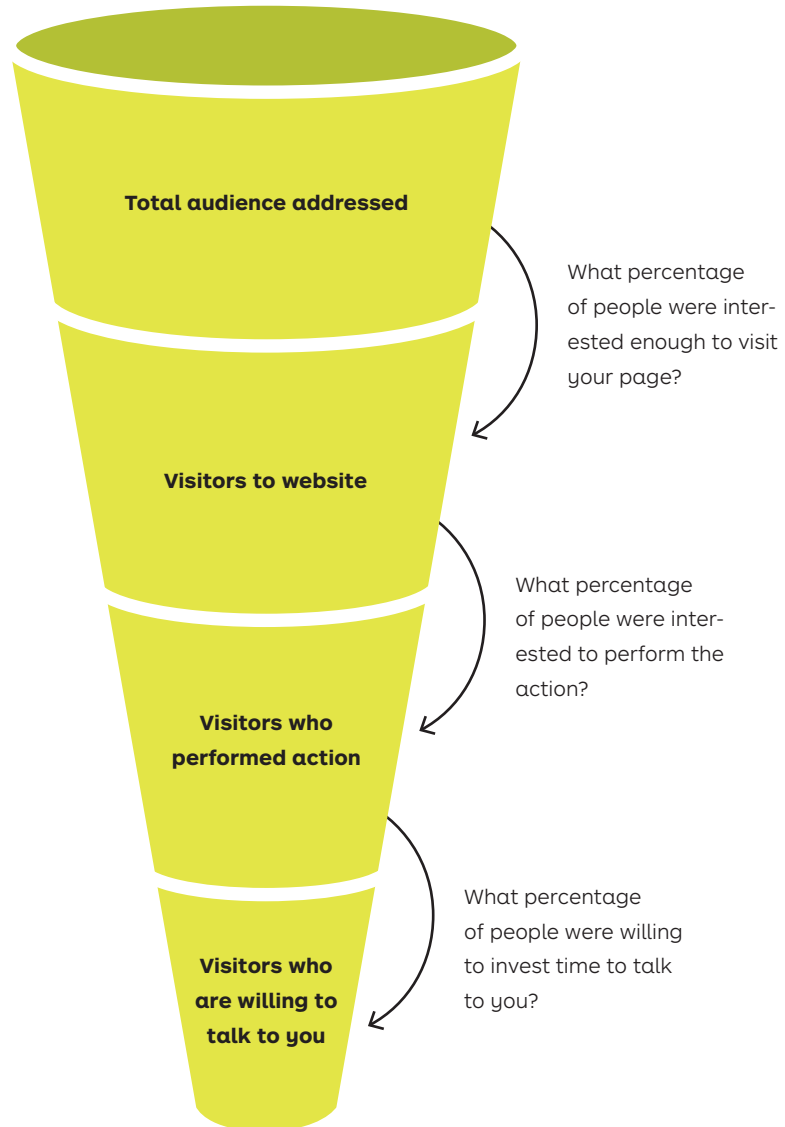 Total audience addressed
What percentage
of people were inter-
ested enough to visit
your page?
Visitors to website
What percentage
of people were inter-
ested to perform the
action?
Visitors who
performed action
What percentage
of people were willing
to invest time to talk
to you?
Visitors who
are willing to
talk to you